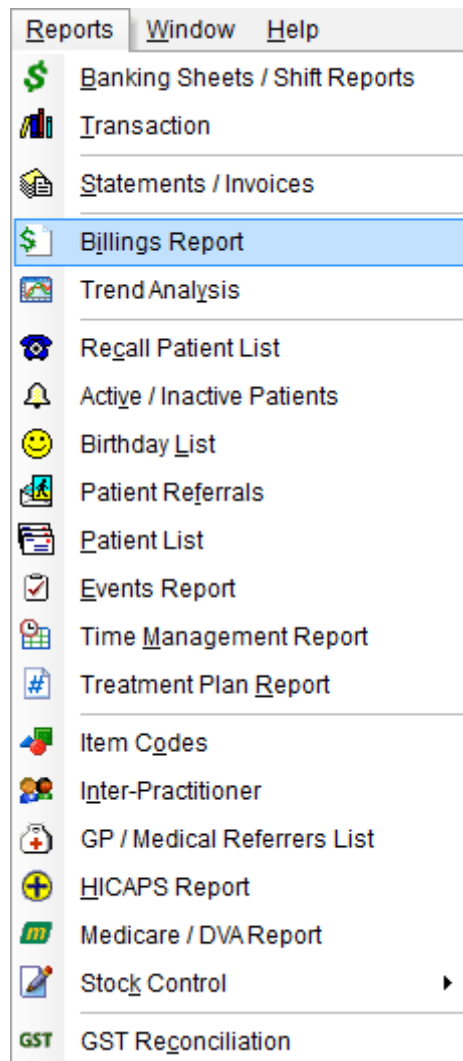 Reports Window Help
Banking Sheets / Shift Reports
Transaction
Statements / Invoices
$ Billings Report
Trend Analysis
Recall Patient List
Active / Inactive Patients
Birthday List
Patient Referrals
Patient List
Events Report
Time Management Report
# Treatment Plan Report
Item Codes
Inter-Practitioner
GP / Medical Referrers List
HICAPS Report
m Medicare / DVA Report
Stock Control
GST GST Reconciliation